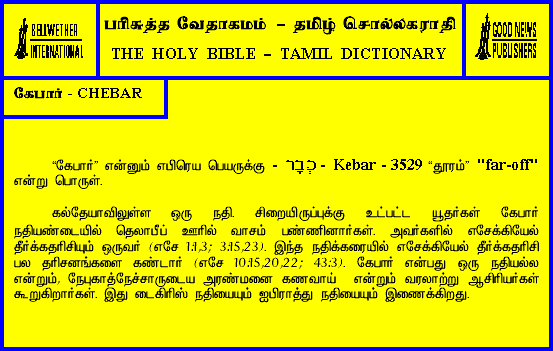 BELLWETHER
INTERNATIONAL
பரிசுத்த வேதாகமம் – தமிழ் சொல்லகராதி
THE HOLY BIBLE – TAMIL DICTIONARY
GOOD NEWS
PUBLISHERS
கேபார் - CHEBAR
“கேபார்” என்னும் எபிரெய பெயருக்கு - כְּבָר - Kebar - 3529 “தூரம்” "far-off"
என்று பொருள்.
கல்தேயாவிலுள்ள ஒரு நதி. சிறையிருப்புக்கு உட்பட்ட யூதர்கள் கேபார்
நதியண்டையில் தெலாபீப் ஊரில் வாசம் பண்ணினார்கள். அவர்களில் எசேக்கியேல்
தீர்க்கதரிசியும் ஒருவர் (எசே 1:1,3; 3:15,23). இந்த நதிக்கரையில் எசேக்கியேல் தீர்க்கதரிசி
பல தரிசனங்களை கண்டார் (எசே 10:15,20,22; 43:3). கேபார் என்பது ஒரு நதியல்ல
என்றும், நேபுகாத்நேச்சாருடைய அரண்மனை கணவாய் என்றும் வரலாற்று ஆசிரியர்கள்
கூறுகிறார்கள். இது டைகிரிஸ் நதியையும் ஐபிராத்து நதியையும் இணைக்கிறது.